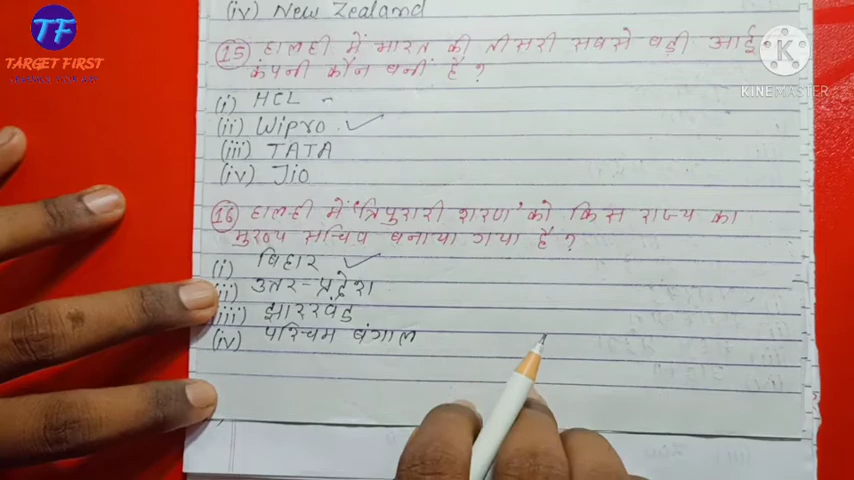 TF
TARGET FIRST
KINEMASTER
(iv) New Zealand
(15) हालही में भारत की तीसरी सबसे बड़ी आई
कंपनी कौन बनीं है ?
(i) HCL -
(ii) Wipro. ✓
(iii) TATA
(iv) Jio
(16) हालही में 'त्रिपुरारी शरण' को किस राज्य का
मुख्य सचिव बनाया गया है ?
(i) बिहार ✓
(ii) उत्तर-प्रदेश
(iii) झारखंड
(iv) पश्चिम बंगाल